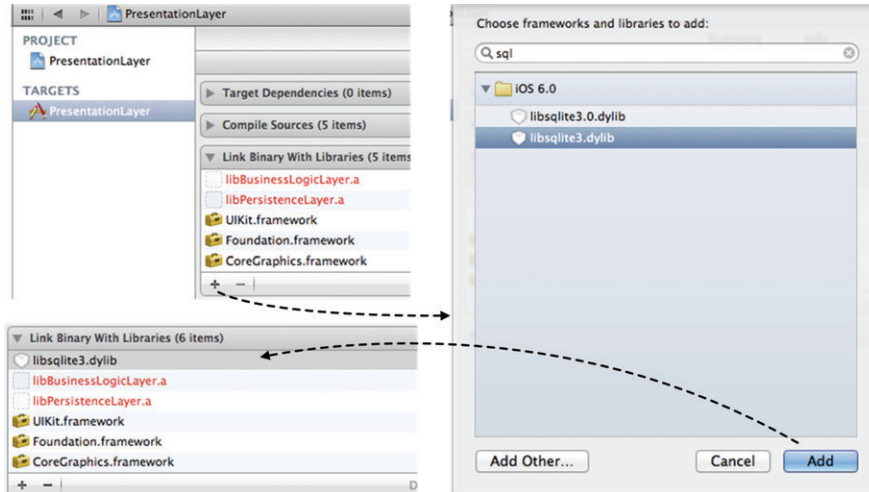 PresentationLayer
PROJECT
PresentationLayer
TARGETS
PresentationLayer
Target Dependencies (0 items)
Compile Sources (5 items)
Link Binary With Libraries (5 items
libBusinessLogicLayer.a
libPersistenceLayer.a
UIKit.framework
Foundation.framework
CoreGraphics.framework
+ −
Choose frameworks and libraries to add:
sql
iOS 6.0
libsqlite3.0.dylib
libsqlite3.dylib
Add Other...
Cancel
Add
Link Binary With Libraries (6 items)
libsqlite3.dylib
libBusinessLogicLayer.a
libPersistenceLayer.a
UIKit.framework
Foundation.framework
CoreGraphics.framework
+ −
D